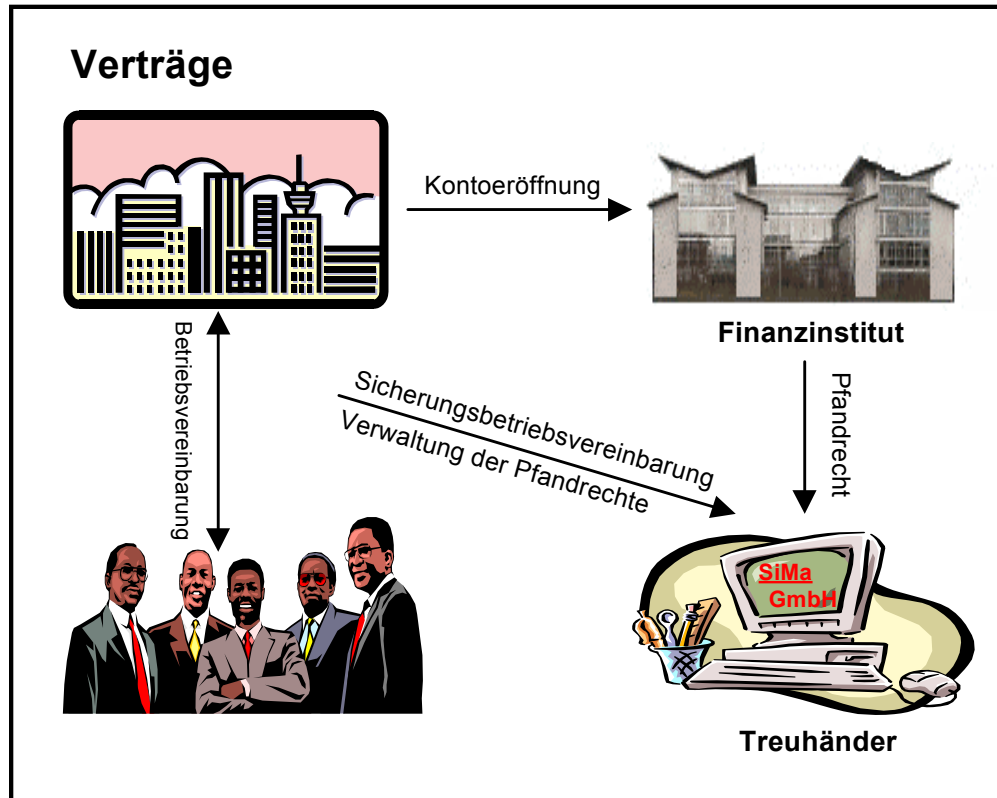 Verträge
Kontoeröffnung
Finanzinstitut
Betriebsvereinbarung
Sicherungsbetriebsvereinbarung
Verwaltung der Pfandrechte
Pfandrecht
SiMa
GmbH
Treuhänder